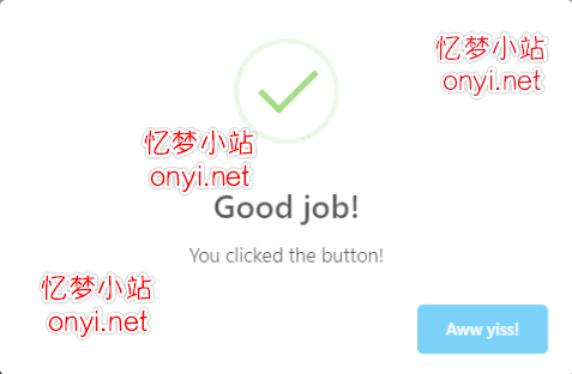 忆梦小站
onyi.net
忆梦小站
onyi.net
Good job!
You clicked the button!
忆梦小站
onyi.net
Aww yiss!